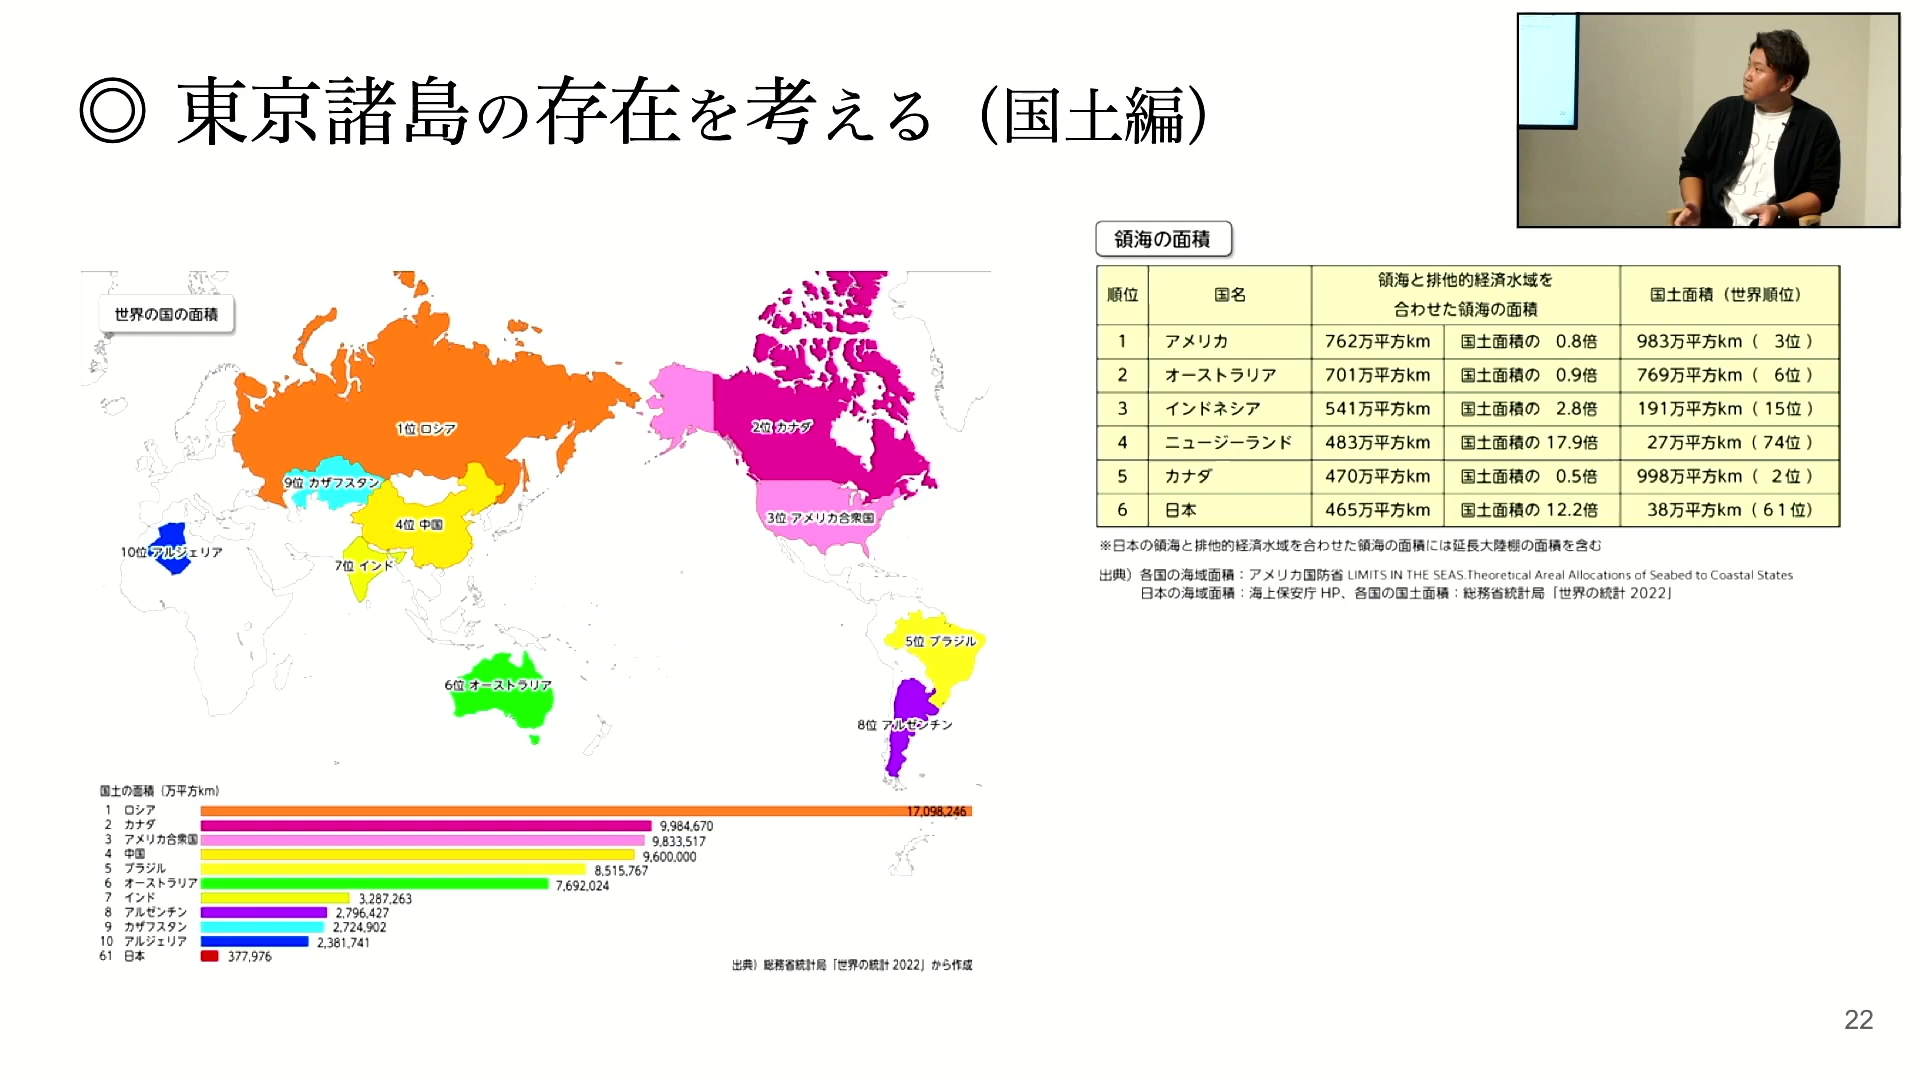 ◎ 東京諸島の存在を考える（国土編）
世界の国の面積
1位 ロシア
2位 カナダ
9位 カザフスタン
3位 アメリカ合衆国
4位 中国
10位 アルジェリア
7位 インド
5位 ブラジル
6位 オーストラリア
8位 アルゼンチン
国土の面積（万平方km）
1 ロシア 17,098,246
2 カナダ 9,984,670
3 アメリカ合衆国 9,833,517
4 中国 9,600,000
5 ブラジル 8,515,767
6 オーストラリア 7,692,024
7 インド 3,287,263
8 アルゼンチン 2,796,427
9 カザフスタン 2,724,902
10 アルジェリア 2,381,741
61 日本 377,976
出典）総務省統計局「世界の統計 2022」から作成
領海の面積
順位 国名 領海と排他的経済水域を 国土面積（世界順位）
合わせた領海の面積
1 アメリカ 762万平方km 国土面積の 0.8倍 983万平方km（ 3位 ）
2 オーストラリア 701万平方km 国土面積の 0.9倍 769万平方km（ 6位 ）
3 インドネシア 541万平方km 国土面積の 2.8倍 191万平方km（ 15位 ）
4 ニュージーランド 483万平方km 国土面積の 17.9倍 27万平方km（ 74位 ）
5 カナダ 470万平方km 国土面積の 0.5倍 998万平方km（ 2位 ）
6 日本 465万平方km 国土面積の 12.2倍 38万平方km（ 61位）
※日本の領海と排他的経済水域を合わせた領海の面積には延長大陸棚の面積を含む
出典）各国の海域面積：アメリカ国防省 LIMITS IN THE SEAS.Theoretical Areal Allocations of Seabed to Coastal States
日本の海域面積：海上保安庁 HP、各国の国土面積：総務省統計局「世界の統計 2022」
22